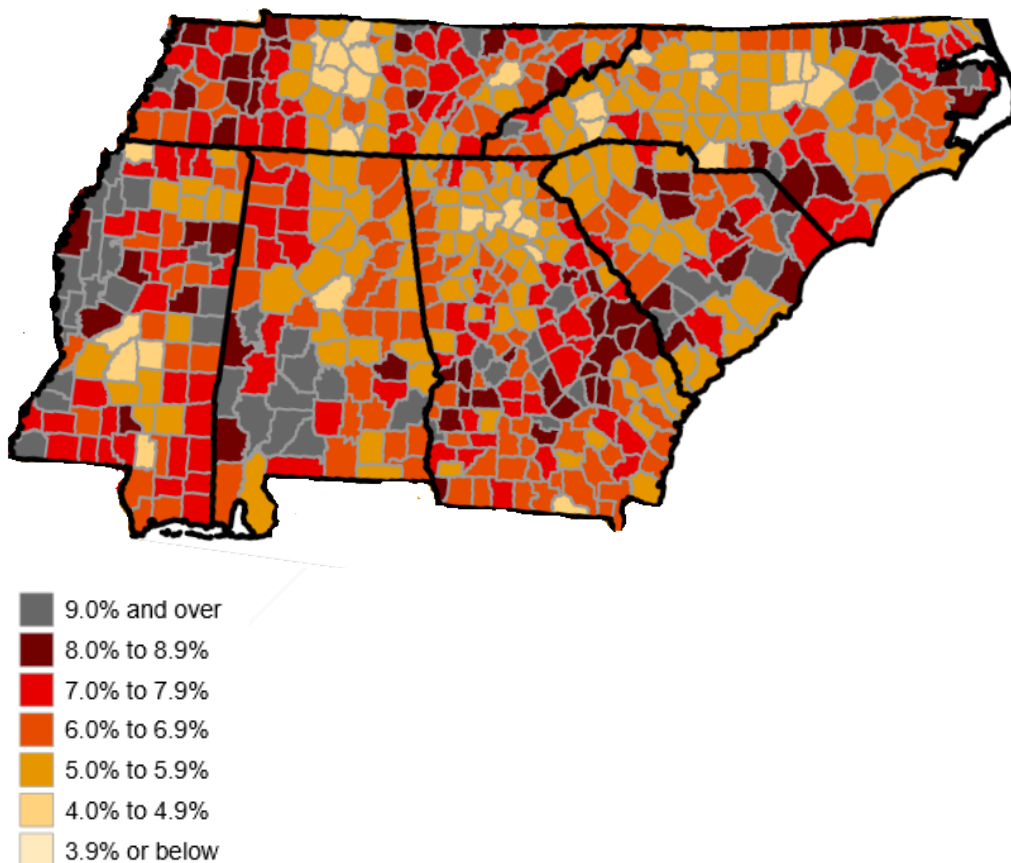 9.0% and over
8.0% to 8.9%
7.0% to 7.9%
6.0% to 6.9%
5.0% to 5.9%
4.0% to 4.9%
3.9% or below